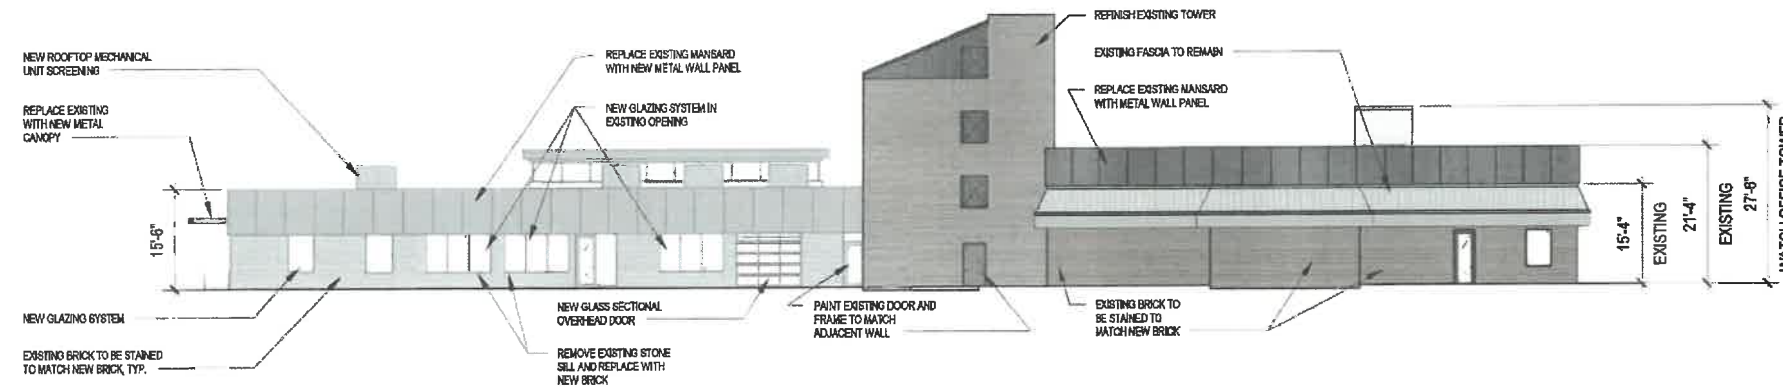 NEW ROOFTOP MECHANICAL
UNIT SCREENING
REPLACE EXISTING
WITH NEW METAL
CANOPY
15'-6"
NEW GLAZING SYSTEM
EXISTING BRICK TO BE STAINED
TO MATCH NEW BRICK, TYP.
REPLACE EXISTING MANSARD
WITH NEW METAL WALL PANEL
NEW GLAZING SYSTEM IN
EXISTING OPENING
NEW GLASS SECTIONAL
OVERHEAD DOOR
REMOVE EXISTING STONE
SILL AND REPLACE WITH
NEW BRICK
PAINT EXISTING DOOR AND
FRAME TO MATCH
ADJACENT WALL
REFINISH EXISTING TOWER
EXISTING FASCIA TO REMAIN
REPLACE EXISTING MANSARD
WITH METAL WALL PANEL
EXISTING BRICK TO
BE STAINED TO
MATCH NEW BRICK
15'-4"
EXISTING
21'-4"
EXISTING
27'-8"